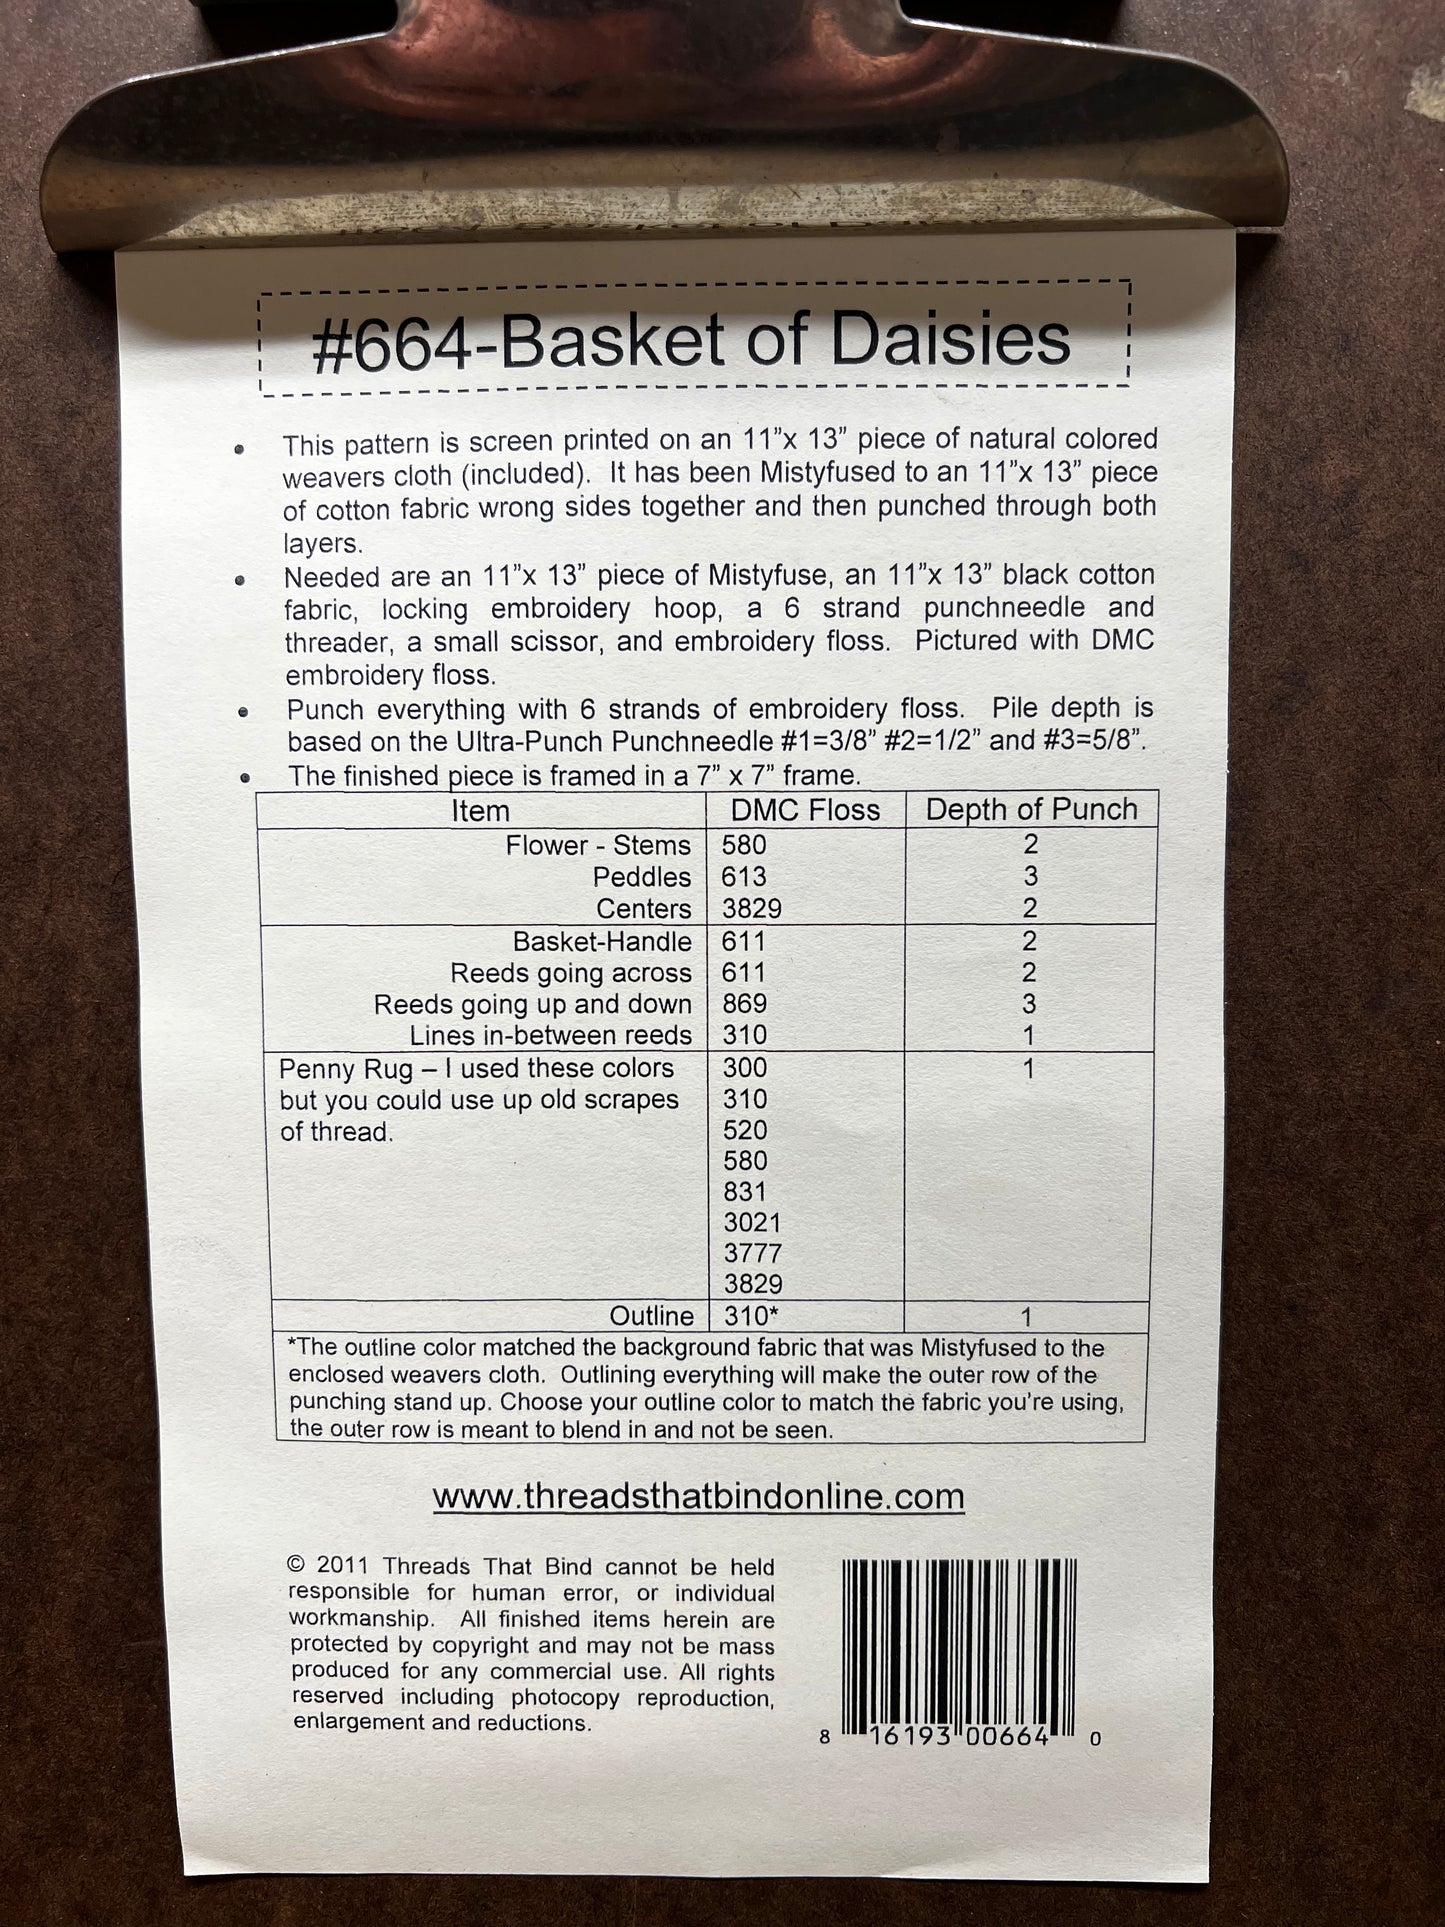 #664-Basket of Daisies
• This pattern is screen printed on an 11”x 13” piece of natural colored
weavers cloth (included).  It has been Mistyfused to an 11”x 13” piece
of cotton fabric wrong sides together and then punched through both
layers.
• Needed are an 11”x 13” piece of Mistyfuse, an 11”x 13” black cotton
fabric, locking embroidery hoop, a 6 strand punchneedle and
threader, a small scissor, and embroidery floss.  Pictured with DMC
embroidery floss.
• Punch everything with 6 strands of embroidery floss.  Pile depth is
based on the Ultra-Punch Punchneedle #1=3/8” #2=1/2” and #3=5/8”.
• The finished piece is framed in a 7” x 7” frame.
Item DMC Floss Depth of Punch
Flower - Stems 580 2
Peddles 613 3
Centers 3829 2
Basket-Handle 611 2
Reeds going across 611 2
Reeds going up and down 869 3
Lines in-between reeds 310 1
Penny Rug – I used these colors 300 1
but you could use up old scrapes 310
of thread. 520
580
831
3021
3777
3829
Outline 310* 1
*The outline color matched the background fabric that was Mistyfused to the
enclosed weavers cloth.  Outlining everything will make the outer row of the
punching stand up. Choose your outline color to match the fabric you're using,
the outer row is meant to blend in and not be seen.
www.threadsthatbindonline.com
© 2011 Threads That Bind cannot be held
responsible for human error, or individual
workmanship.  All finished items herein are
protected by copyright and may not be mass
produced for any commercial use. All rights
reserved including photocopy reproduction,
enlargement and reductions.
8 16193 00664 0